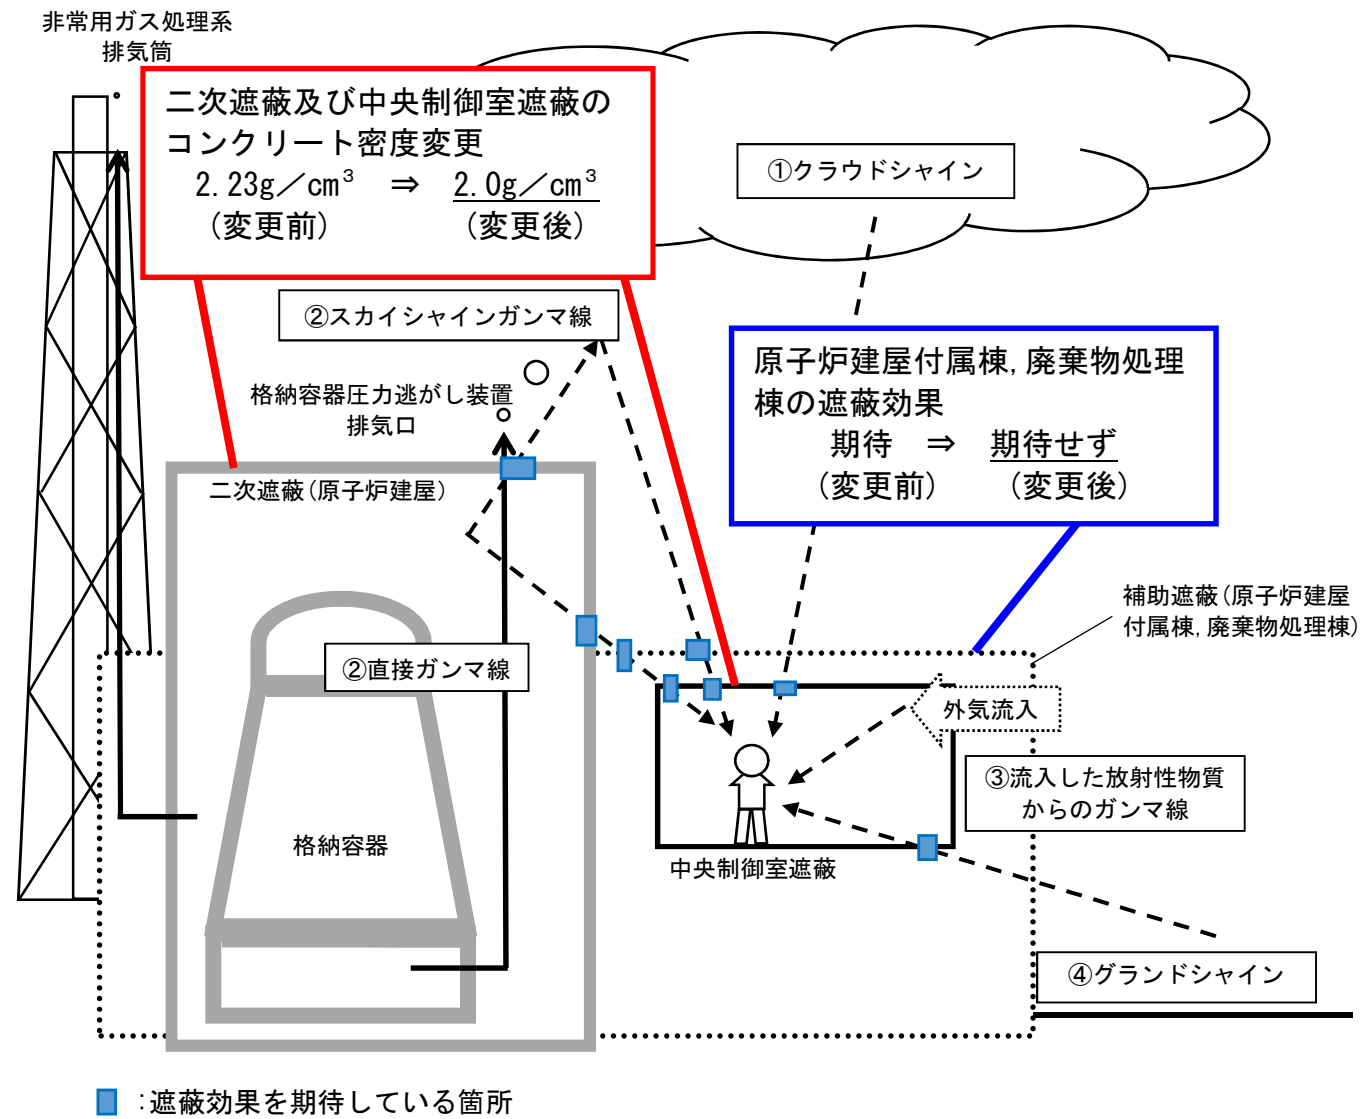 非常用ガス処理系
排気筒
二次遮蔽及び中央制御室遮蔽の
コンクリート密度変更
2.23g/cm³ ⇒ 2.0g/cm³
(変更前) (変更後)
①クラウドシャイン
②スカイシャインガンマ線
格納容器圧力逃がし装置
排気口
原子炉建屋付属棟,廃棄物処理
棟の遮蔽効果
期待 ⇒ 期待せず
(変更前) (変更後)
二次遮蔽(原子炉建屋)
補助遮蔽(原子炉建屋
付属棟,廃棄物処理棟)
②直接ガンマ線
外気流入
③流入した放射性物質
からのガンマ線
格納容器
中央制御室遮蔽
④グランドシャイン
:遮蔽効果を期待している箇所